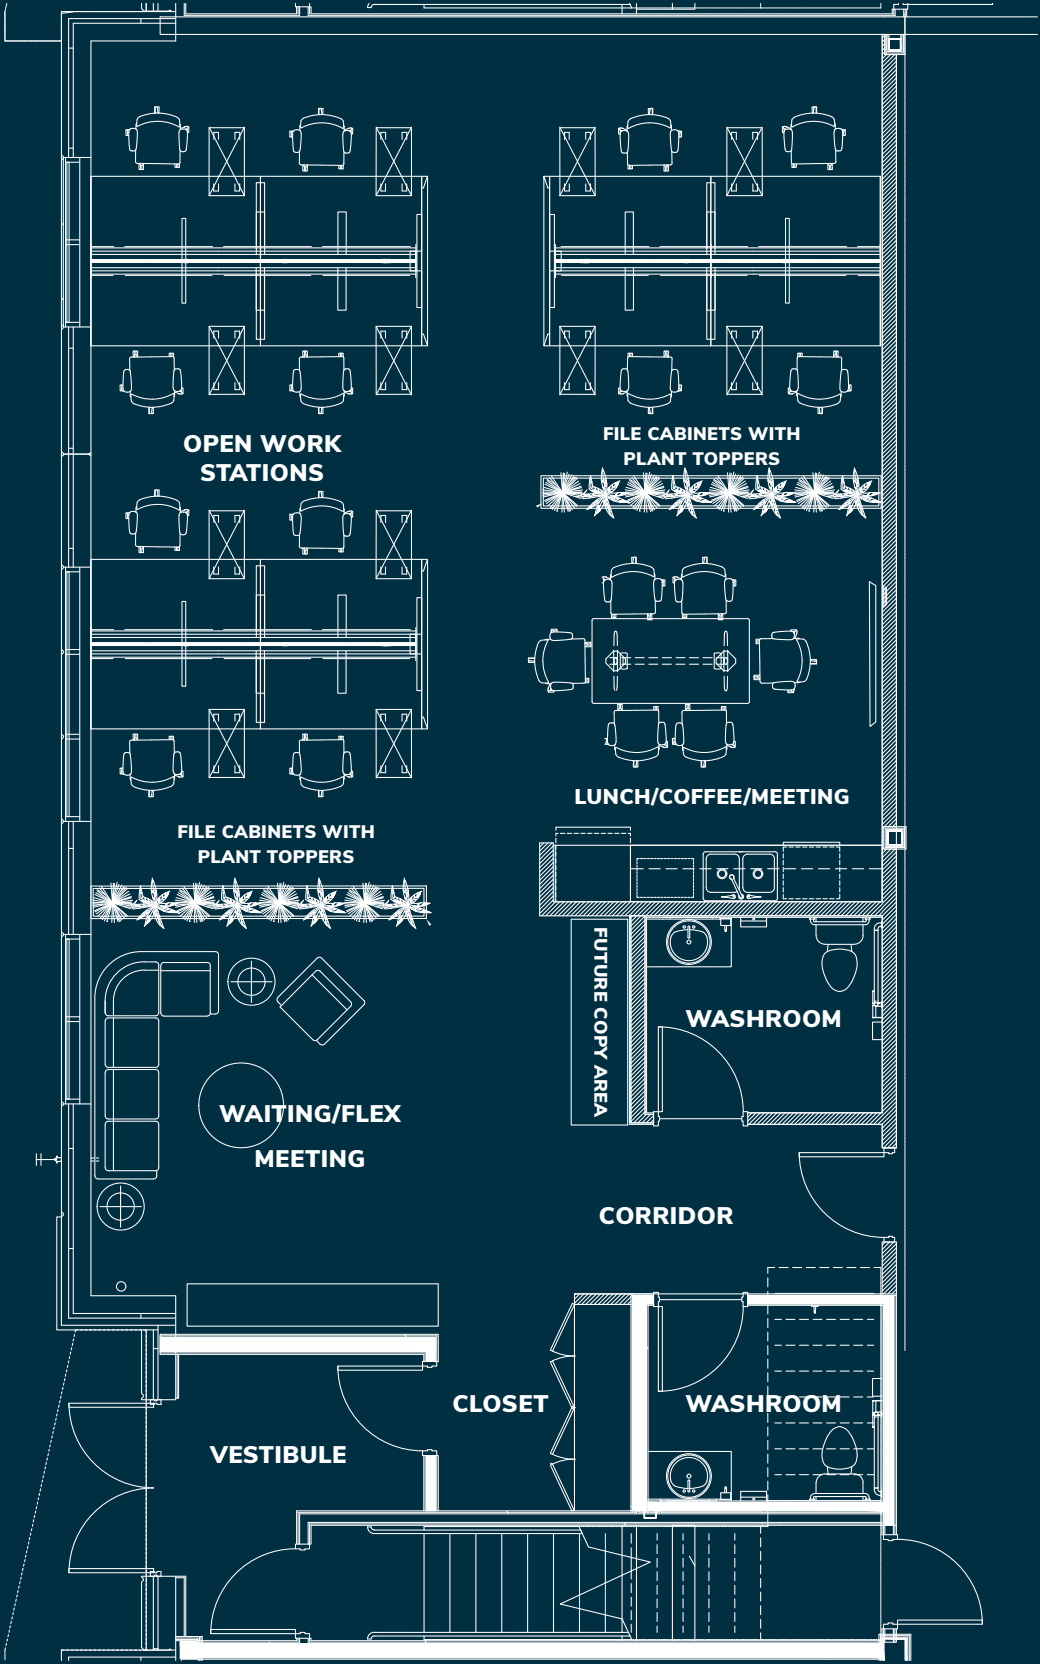 OPEN WORK
STATIONS
FILE CABINETS WITH
PLANT TOPPERS
LUNCH/COFFEE/MEETING
FILE CABINETS WITH
PLANT TOPPERS
FUTURE COPY AREA
WASHROOM
WAITING/FLEX
MEETING
CORRIDOR
CLOSET
WASHROOM
VESTIBULE